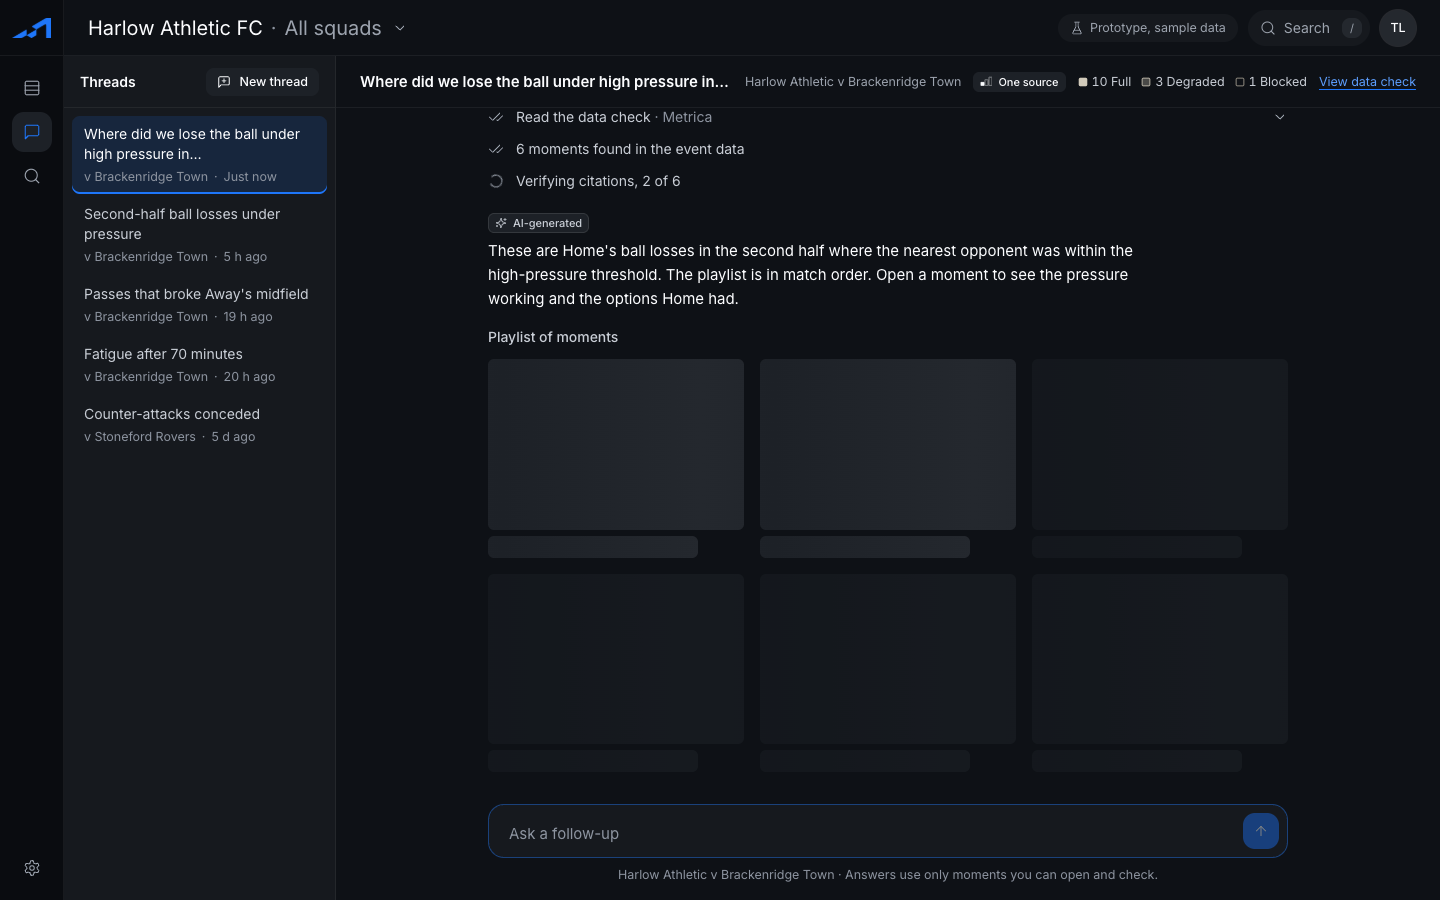 Harlow Athletic FC · All squads
Prototype, sample data
Search /
TL
Threads
New thread
Where did we lose the ball under high pressure in...
v Brackenridge Town · Just now
Second-half ball losses under pressure
v Brackenridge Town · 5 h ago
Passes that broke Away's midfield
v Brackenridge Town · 19 h ago
Fatigue after 70 minutes
v Brackenridge Town · 20 h ago
Counter-attacks conceded
v Stoneford Rovers · 5 d ago
Where did we lose the ball under high pressure in...
Harlow Athletic v Brackenridge Town
One source
10 Full
3 Degraded
1 Blocked
View data check
Read the data check · Metrica
6 moments found in the event data
Verifying citations, 2 of 6
AI-generated
These are Home's ball losses in the second half where the nearest opponent was within the
high-pressure threshold. The playlist is in match order. Open a moment to see the pressure
working and the options Home had.
Playlist of moments
Ask a follow-up
Harlow Athletic v Brackenridge Town · Answers use only moments you can open and check.